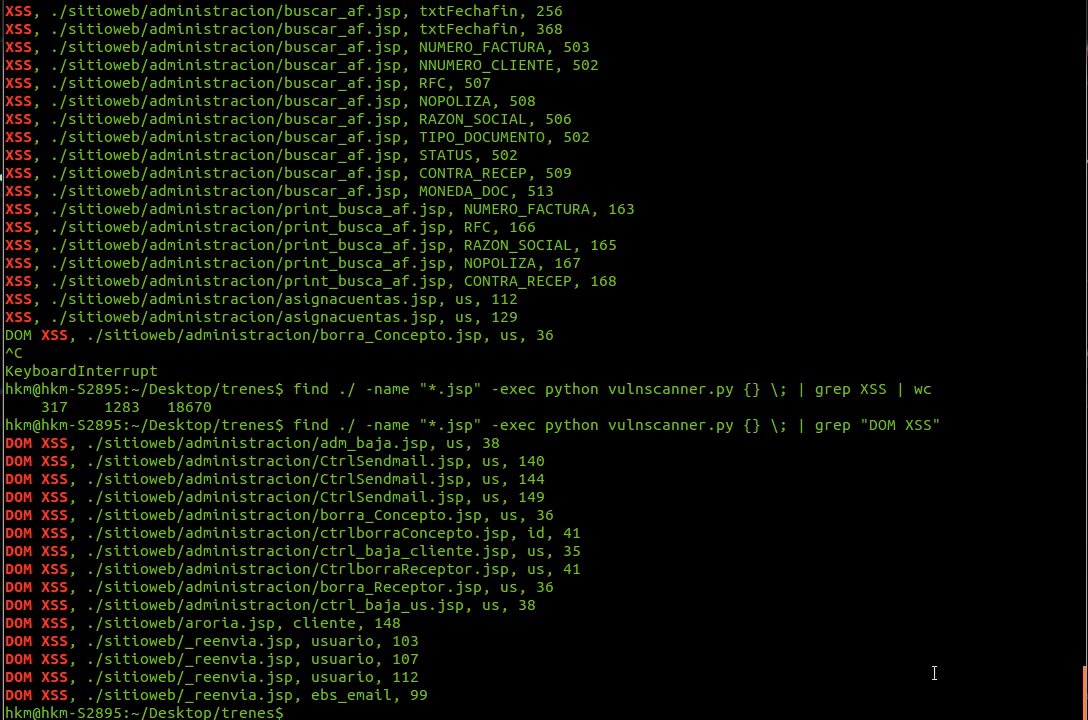 XSS, ./sitioweb/administracion/buscar_af.jsp, txtFechafin, 256
XSS, ./sitioweb/administracion/buscar_af.jsp, txtFechafin, 368
XSS, ./sitioweb/administracion/buscar_af.jsp, NUMERO_FACTURA, 503
XSS, ./sitioweb/administracion/buscar_af.jsp, NNUMERO_CLIENTE, 502
XSS, ./sitioweb/administracion/buscar_af.jsp, RFC, 507
XSS, ./sitioweb/administracion/buscar_af.jsp, NOPOLIZA, 508
XSS, ./sitioweb/administracion/buscar_af.jsp, RAZON_SOCIAL, 506
XSS, ./sitioweb/administracion/buscar_af.jsp, TIPO_DOCUMENTO, 502
XSS, ./sitioweb/administracion/buscar_af.jsp, STATUS, 502
XSS, ./sitioweb/administracion/buscar_af.jsp, CONTRA_RECEP, 509
XSS, ./sitioweb/administracion/buscar_af.jsp, MONEDA_DOC, 513
XSS, ./sitioweb/administracion/print_busca_af.jsp, NUMERO_FACTURA, 163
XSS, ./sitioweb/administracion/print_busca_af.jsp, RFC, 166
XSS, ./sitioweb/administracion/print_busca_af.jsp, RAZON_SOCIAL, 165
XSS, ./sitioweb/administracion/print_busca_af.jsp, NOPOLIZA, 167
XSS, ./sitioweb/administracion/print_busca_af.jsp, CONTRA_RECEP, 168
XSS, ./sitioweb/administracion/asignacuentas.jsp, us, 112
XSS, ./sitioweb/administracion/asignacuentas.jsp, us, 129
DOM XSS, ./sitioweb/administracion/borra_Concepto.jsp, us, 36
^C
KeyboardInterrupt
hkm@hkm-S2895:~/Desktop/trenes$ find ./ -name "*.jsp" -exec python vulnscanner.py {} \; | grep XSS | wc
317 1283 18670
hkm@hkm-S2895:~/Desktop/trenes$ find ./ -name "*.jsp" -exec python vulnscanner.py {} \; | grep "DOM XSS"
DOM XSS, ./sitioweb/administracion/adm_baja.jsp, us, 38
DOM XSS, ./sitioweb/administracion/CtrlSendmail.jsp, us, 140
DOM XSS, ./sitioweb/administracion/CtrlSendmail.jsp, us, 144
DOM XSS, ./sitioweb/administracion/CtrlSendmail.jsp, us, 149
DOM XSS, ./sitioweb/administracion/borra_Concepto.jsp, us, 36
DOM XSS, ./sitioweb/administracion/ctrlborraConcepto.jsp, id, 41
DOM XSS, ./sitioweb/administracion/ctrl_baja_cliente.jsp, us, 35
DOM XSS, ./sitioweb/administracion/CtrlborraReceptor.jsp, us, 41
DOM XSS, ./sitioweb/administracion/borra_Receptor.jsp, us, 36
DOM XSS, ./sitioweb/administracion/ctrl_baja_us.jsp, us, 38
DOM XSS, ./sitioweb/aroria.jsp, cliente, 148
DOM XSS, ./sitioweb/_reenvia.jsp, usuario, 103
DOM XSS, ./sitioweb/_reenvia.jsp, usuario, 107
DOM XSS, ./sitioweb/_reenvia.jsp, usuario, 112
DOM XSS, ./sitioweb/_reenvia.jsp, ebs_email, 99
hkm@hkm-S2895:~/Desktop/trenes$